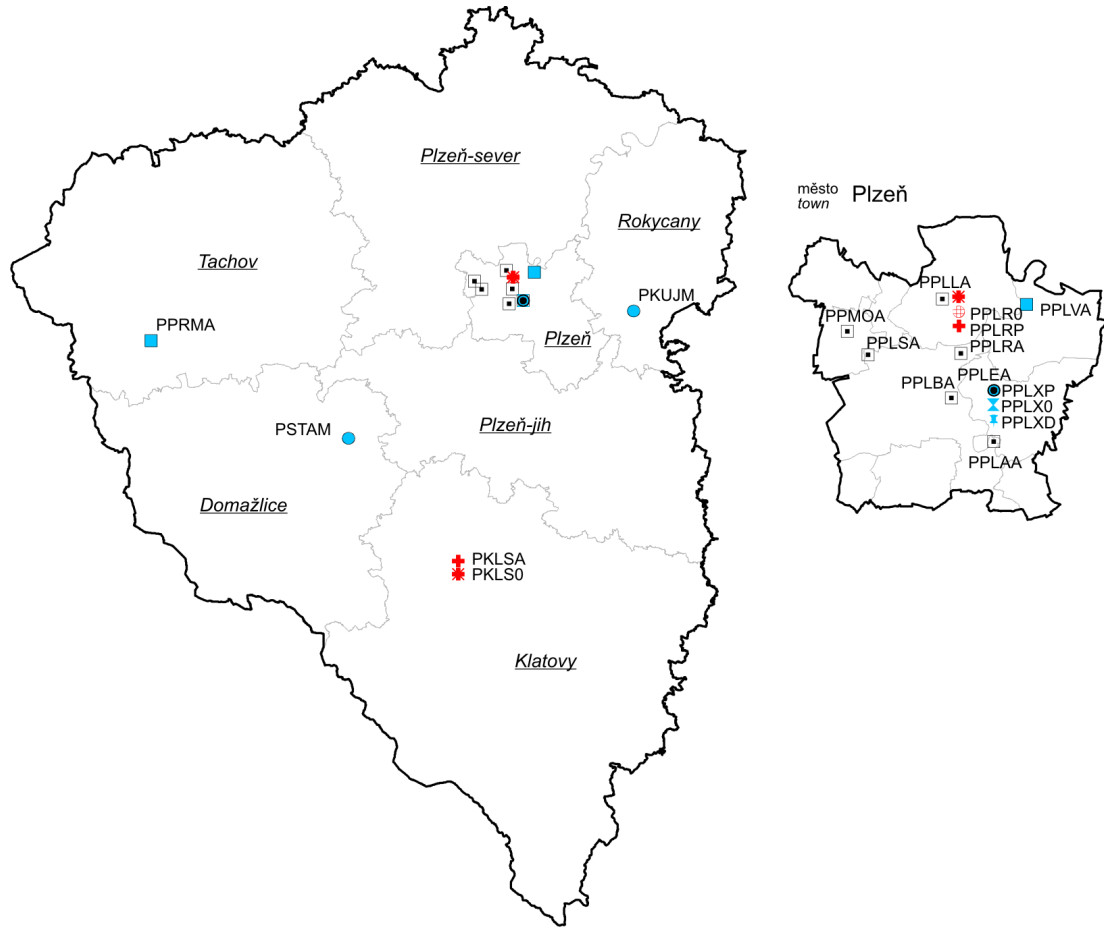 Plzeň-sever
Rokycany
Tachov
PKUJM
PPRMA
Plzeň
PSTAM
Plzeň-jih
Domažlice
PKLSA
PKLS0
Klatovy
město
town
Plzeň
PPLLA
PPLVA
PPMOA
PPLR0
PPLRP
PPLSA
PPLRA
PPLBA
PPLEA
PPLXP
PPLX0
PPLXD
PPLAA